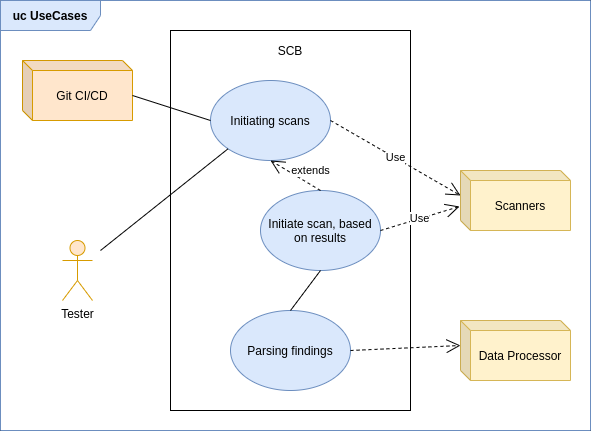 uc UseCases
SCB
Git CI/CD
Initiating scans
Use
extends
Scanners
Initiate scan, based
on results
Use
Tester
Parsing findings
Data Processor